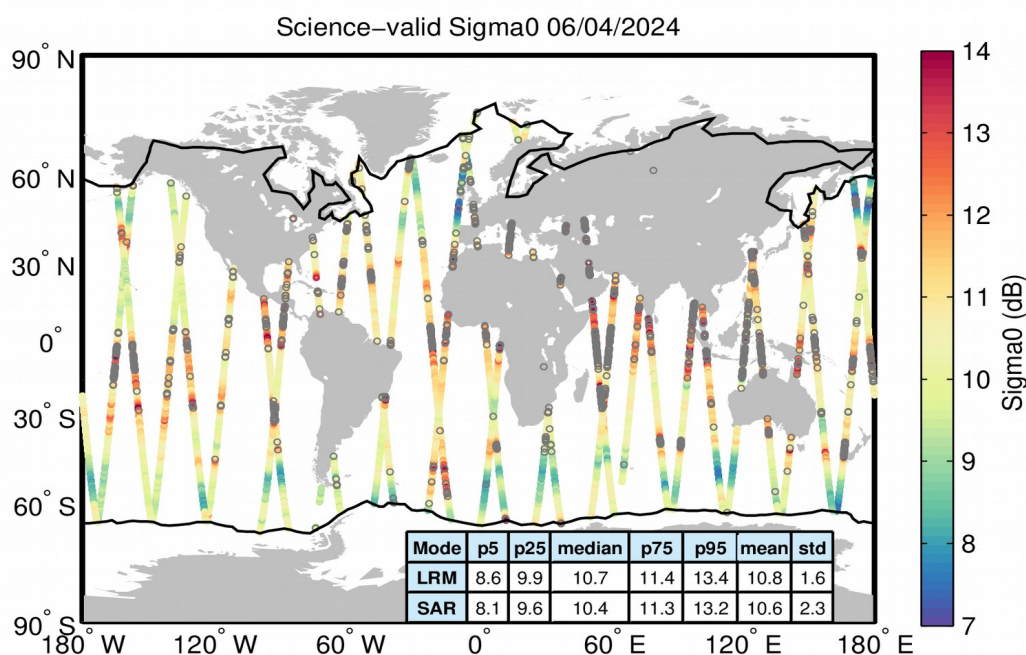 Science−valid Sigma0 06/04/2024
90° N
60° N
30° N
0°
30° S
60° S
90° S
180° W
120° W
60° W
0°
60° E
120° E
180° E
14
13
12
11
10
9
8
7
Sigma0 (dB)
Mode p5 p25 median p75 p95 mean std
LRM 8.6 9.9 10.7 11.4 13.4 10.8 1.6
SAR 8.1 9.6 10.4 11.3 13.2 10.6 2.3